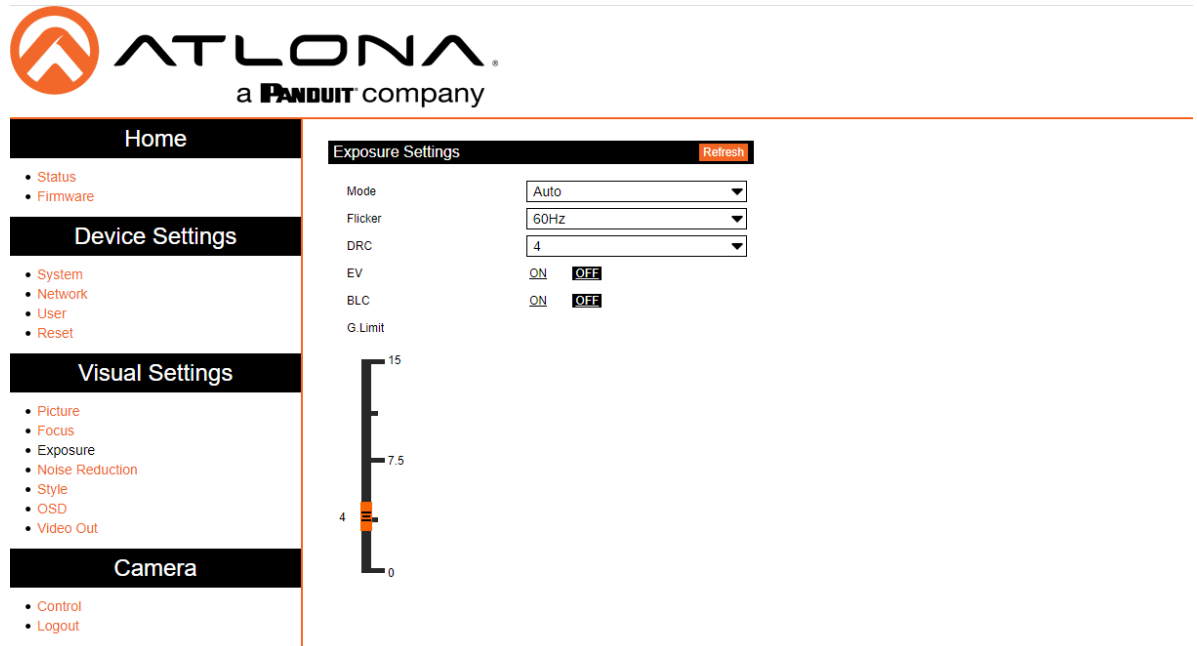 ATLONA®
a PANDUIT™ company
Home
Status
Firmware
Device Settings
System
Network
User
Reset
Visual Settings
Picture
Focus
Exposure
Noise Reduction
Style
OSD
Video Out
Camera
Control
Logout
Exposure Settings Refresh
Mode Auto
Flicker 60Hz
DRC 4
EV ON OFF
BLC ON OFF
G.Limit
15
7.5
4
0